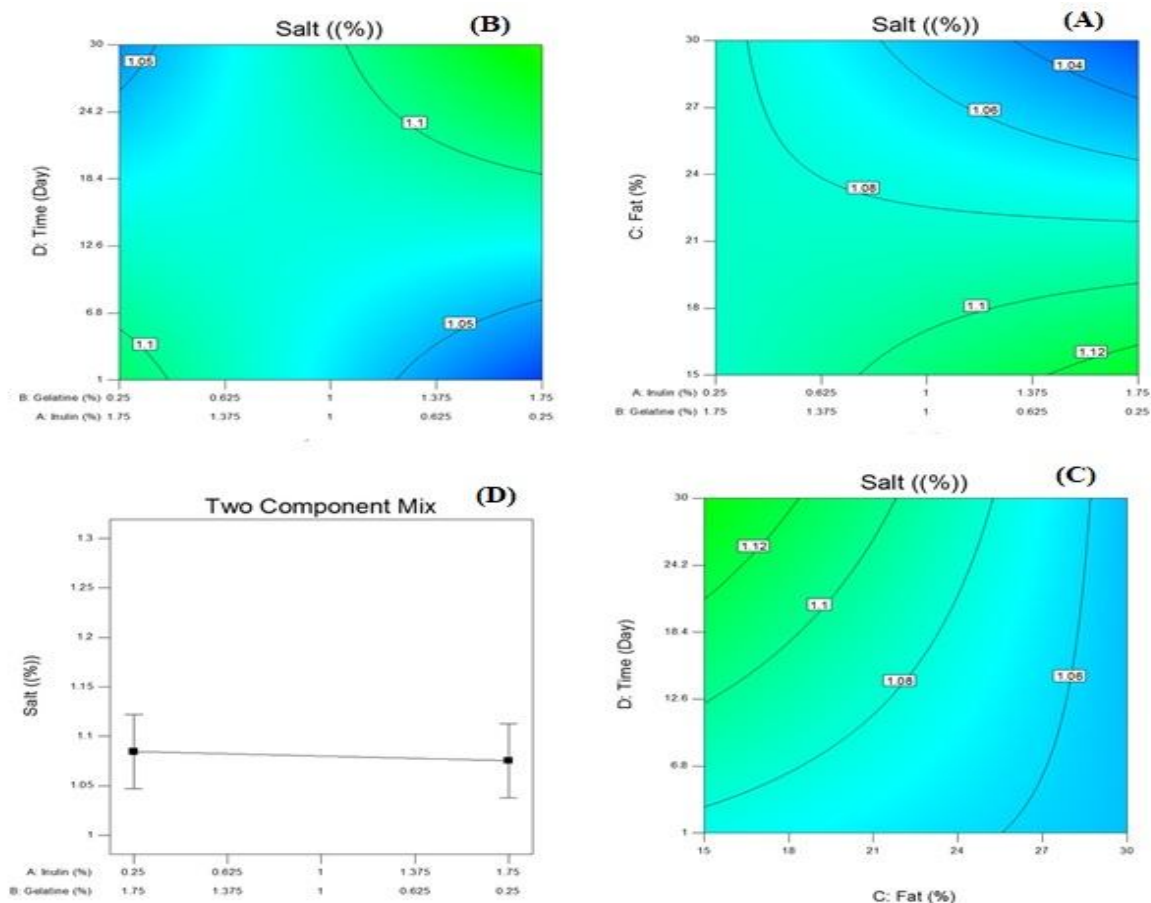 Salt ((%)) (B)
30
24.2
18.4
12.6
6.8
1
D: Time (Day)
1.05
1.1
1.1
1.05
B: Gelatine (%) 0.25 0.625 1 1.375 1.75
A: Inulin (%) 1.75 1.375 1 0.625 0.25
Salt ((%)) (A)
30
27
24
21
18
15
C: Fat (%)
1.04
1.06
1.08
1.1
1.12
A: Inulin (%) 0.25 0.625 1 1.375 1.75
B: Gelatine (%) 1.75 1.375 1 0.625 0.25
Two Component Mix (D)
1.3
1.25
1.2
1.15
1.1
1.05
1
Salt ((%))
A: Inulin (%) 0.25 0.625 1 1.375 1.75
B: Gelatine (%) 1.75 1.375 1 0.625 0.25
Salt ((%)) (C)
30
24.2
18.4
12.6
6.8
1
D: Time (Day)
1.12
1.1
1.08
1.06
15 18 21 24 27 30
C: Fat (%)